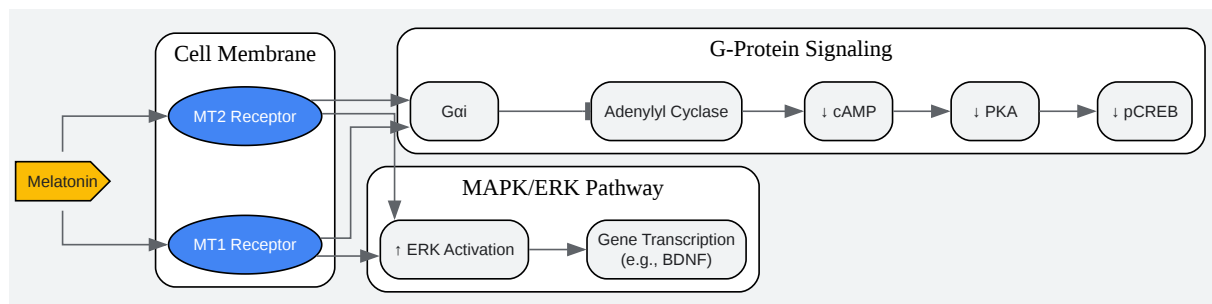 Cell Membrane
G-Protein Signaling
MT2 Receptor
Gαi
Adenylyl Cyclase
↓ cAMP
↓ PKA
↓ pCREB
Melatonin
MAPK/ERK Pathway
MT1 Receptor
↑ ERK Activation
Gene Transcription
(e.g., BDNF)